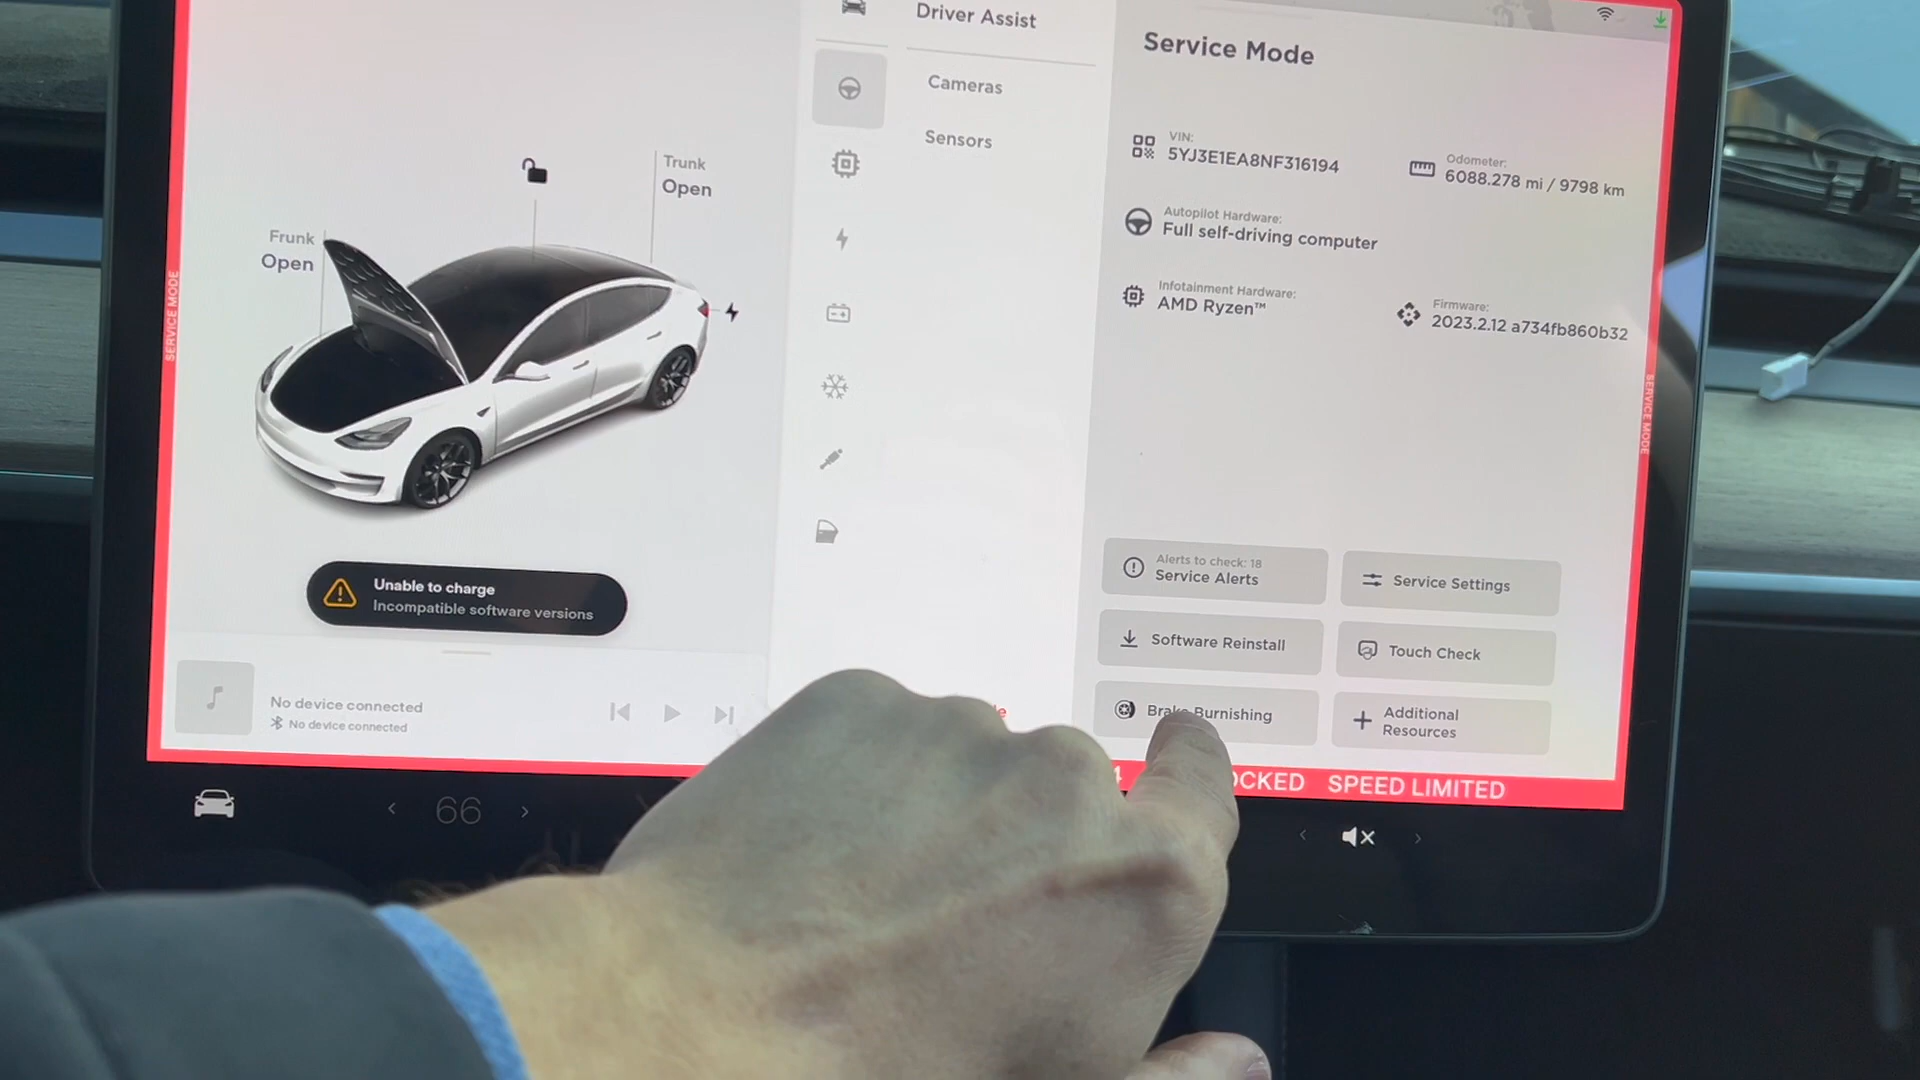 Driver Assist
Cameras
Sensors
Service Mode
VIN:
5YJ3E1EA8NF316194
Odometer:
6088.278 mi / 9798 km
Autopilot Hardware:
Full self-driving computer
Infotainment Hardware:
AMD Ryzen™
Firmware:
2023.2.12 a734fb860b32
Trunk
Open
Frunk
Open
SERVICE MODE
SERVICE MODE
Unable to charge
Incompatible software versions
Alerts to check: 18
Service Alerts
Service Settings
Software Reinstall
Touch Check
Brake Burnishing
Additional
Resources
No device connected
No device connected
SPEED LIMITED
66